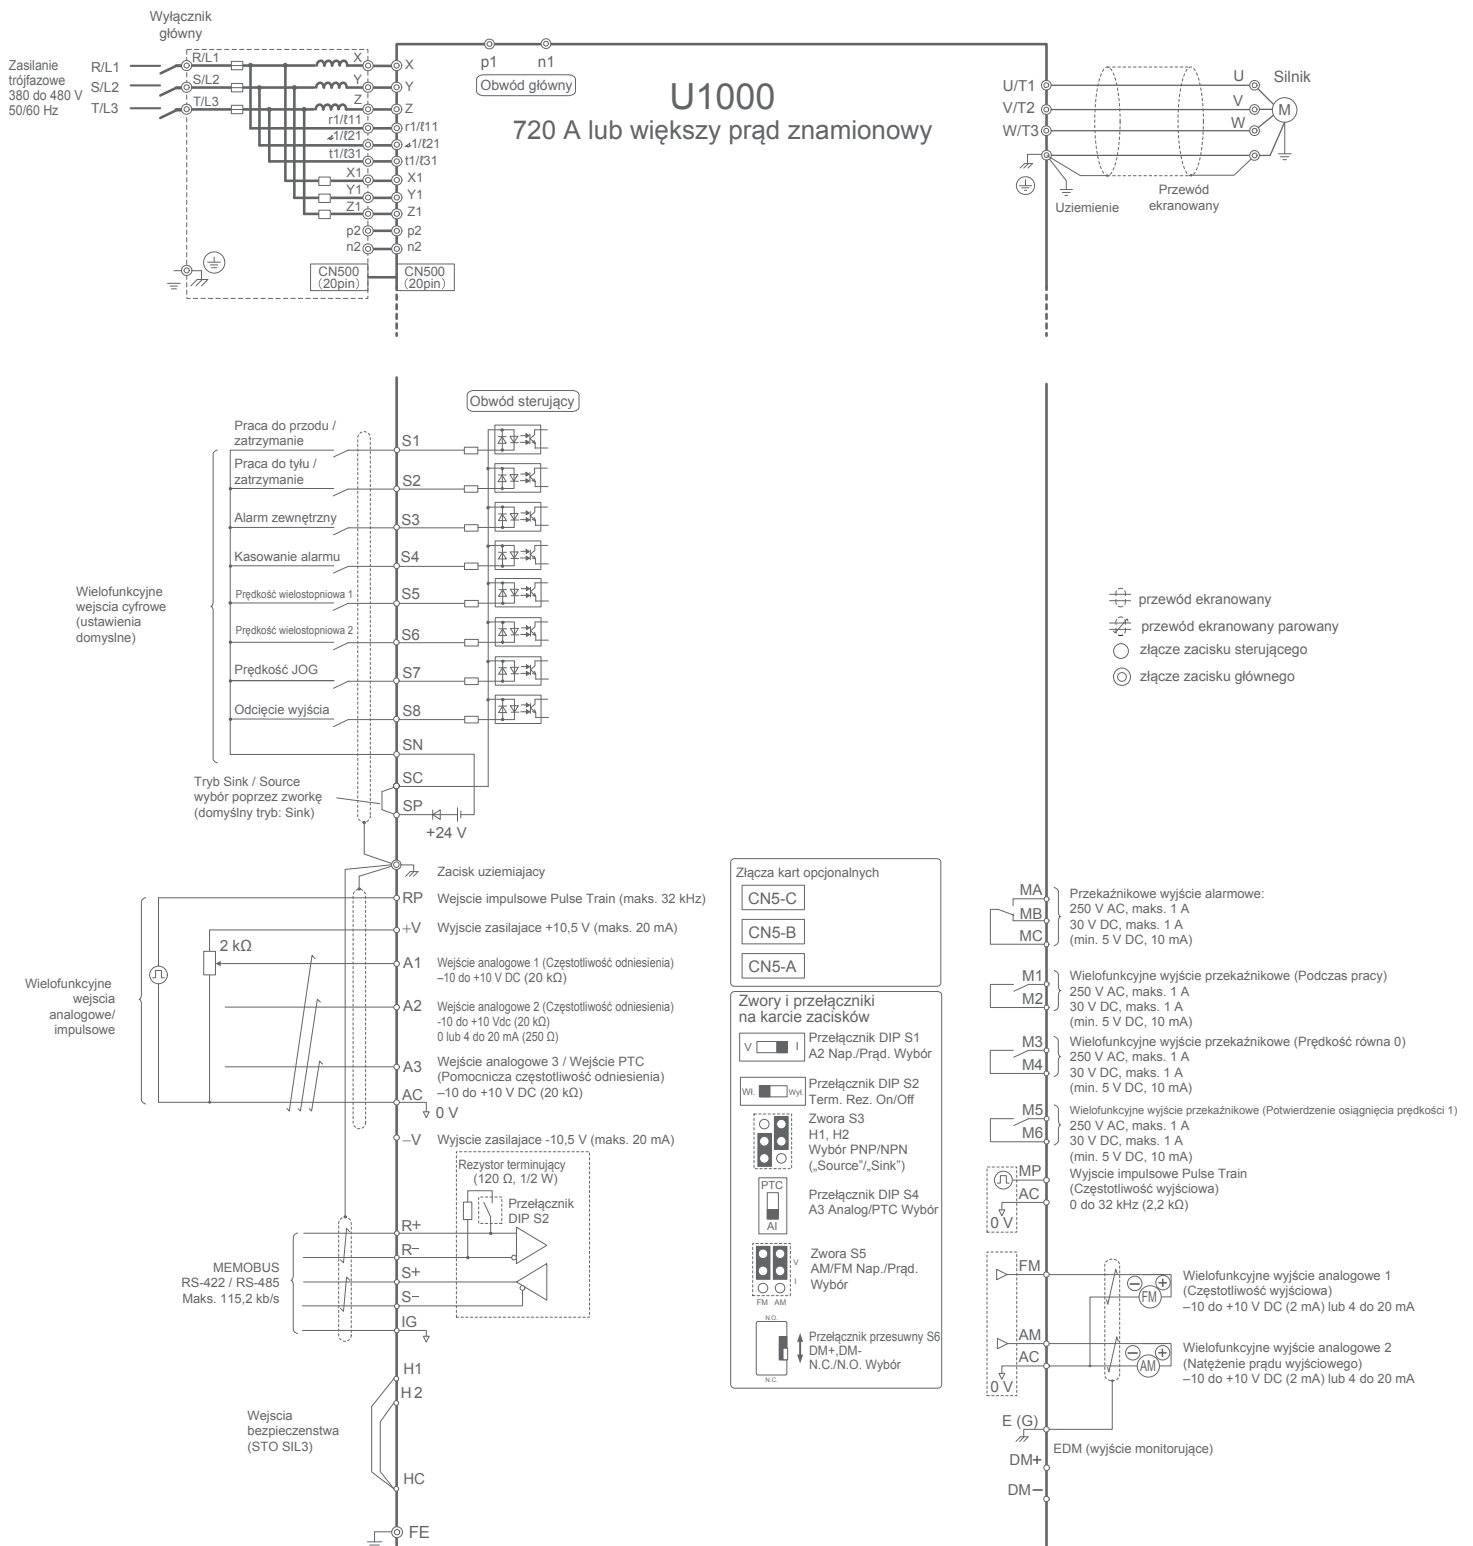 Wyłącznik
główny
Zasilanie
trójfazowe
380 do 480 V
50/60 Hz
R/L1
S/L2
T/L3
R/L1
S/L2
T/L3
X
Y
Z
r1/ℓ11
1/ℓ21
t1/ℓ31
X1
Y1
Z1
p2
n2
CN500
(20pin)
X
Y
Z
r1/ℓ11
1/ℓ21
t1/ℓ31
X1
Y1
Z1
p2
n2
CN500
(20pin)
p1
n1
Obwód główny
U1000
720 A lub większy prąd znamionowy
U/T1
V/T2
W/T3
U
V
W
Silnik
M
Uziemienie
Przewód
ekranowany
Obwód sterujący
Wielofunkcyjne
wejscia cyfrowe
(ustawienia
domyslne)
Praca do przodu /
zatrzymanie
S1
Praca do tyłu /
zatrzymanie
S2
Alarm zewnętrzny
S3
Kasowanie alarmu
S4
Prędkość wielostopniowa 1
S5
Prędkość wielostopniowa 2
S6
Prędkość JOG
S7
Odcięcie wyjścia
S8
SN
SC
SP
+24 V
Tryb Sink / Source
wybór poprzez zworkę
(domyślny tryb: Sink)
przewód ekranowany
przewód ekranowany parowany
złącze zacisku sterującego
złącze zacisku głównego
Zacisk uziemiajacy
Wielofunkcyjne
wejscia
analogowe/
impulsowe
2 kΩ
RP
Wejscie impulsowe Pulse Train (maks. 32 kHz)
+V
Wyjscie zasilajace +10,5 V (maks. 20 mA)
A1
Wejście analogowe 1 (Częstotliwość odniesienia)
–10 do +10 V DC (20 kΩ)
A2
Wejście analogowe 2 (Częstotliwość odniesienia)
-10 do +10 Vdc (20 kΩ)
0 lub 4 do 20 mA (250 Ω)
A3
Wejście analogowe 3 / Wejście PTC
(Pomocnicza częstotliwość odniesienia)
–10 do +10 V DC (20 kΩ)
AC
0 V
–V
Wyjscie zasilajace -10,5 V (maks. 20 mA)
Rezystor terminujący
(120 Ω, 1/2 W)
Przełącznik
DIP S2
MEMOBUS
RS-422 / RS-485
Maks. 115,2 kb/s
R+
R–
S+
S–
IG
H1
H2
Wejscia
bezpieczenstwa
(STO SIL3)
HC
FE
Złącza kart opcjonalnych
CN5-C
CN5-B
CN5-A
Zwory i przełączniki
na karcie zacisków
V
I
Przełącznik DIP S1
A2 Nap./Prąd. Wybór
Wł.
Wył.
Przełącznik DIP S2
Term. Rez. On/Off
Zwora S3
H1, H2
Wybór PNP/NPN
(„Source”/„Sink”)
PTC
AI
Przełącznik DIP S4
A3 Analog/PTC Wybór
V
I
FM AM
Zwora S5
AM/FM Nap./Prąd.
Wybór
N.O.
N.C.
Przełącznik przesuwny S6
DM+,DM-
N.C./N.O. Wybór
MA
MB
MC
Przekaźnikowe wyjście alarmowe:
250 V AC, maks. 1 A
30 V DC, maks. 1 A
(min. 5 V DC, 10 mA)
M1
M2
Wielofunkcyjne wyjście przekaźnikowe (Podczas pracy)
250 V AC, maks. 1 A
30 V DC, maks. 1 A
(min. 5 V DC, 10 mA)
M3
M4
Wielofunkcyjne wyjście przekaźnikowe (Prędkość równa 0)
250 V AC, maks. 1 A
30 V DC, maks. 1 A
(min. 5 V DC, 10 mA)
M5
M6
Wielofunkcyjne wyjście przekaźnikowe (Potwierdzenie osiągnięcia prędkości 1)
250 V AC, maks. 1 A
30 V DC, maks. 1 A
(min. 5 V DC, 10 mA)
MP
AC
0 V
Wyjscie impulsowe Pulse Train
(Częstotliwość wyjściowa)
0 do 32 kHz (2,2 kΩ)
FM
FM
Wielofunkcyjne wyjście analogowe 1
(Częstotliwość wyjściowa)
–10 do +10 V DC (2 mA) lub 4 do 20 mA
AM
AC
0 V
AM
Wielofunkcyjne wyjście analogowe 2
(Natężenie prądu wyjściowego)
–10 do +10 V DC (2 mA) lub 4 do 20 mA
E (G)
EDM (wyjście monitorujące)
DM+
DM–